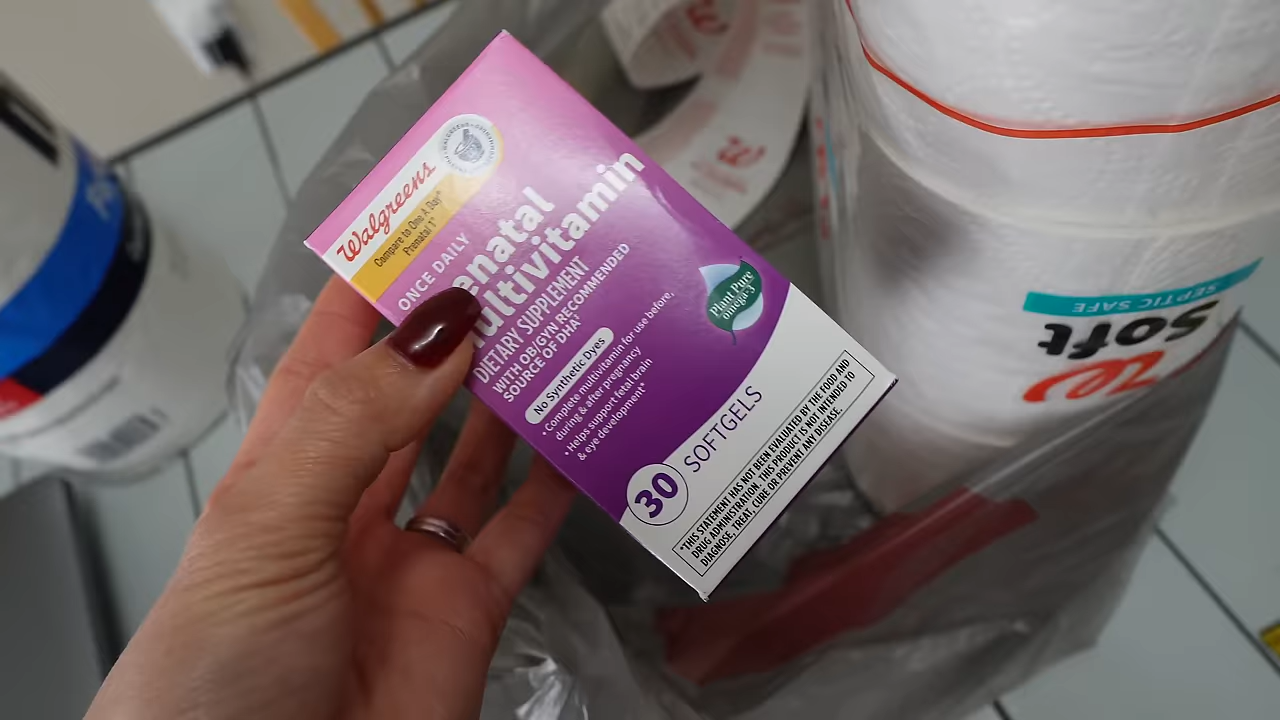 Walgreens
Compare to One A Day®
Prenatal 1
ONCE DAILY
enatal
ultivitamin
DIETARY SUPPLEMENT
WITH OB/GYN RECOMMENDED
SOURCE OF DHA
No Synthetic Dyes
• Complete multivitamin for use before,
during & after pregnancy
• Helps support fetal brain
& eye development*
Plant Pure
omega-3
30 SOFTGELS
*THIS STATEMENT HAS NOT BEEN EVALUATED BY THE FOOD AND
DRUG ADMINISTRATION. THIS PRODUCT IS NOT INTENDED TO
DIAGNOSE, TREAT, CURE OR PREVENT ANY DISEASE.
Soft
SEPTIC SAFE